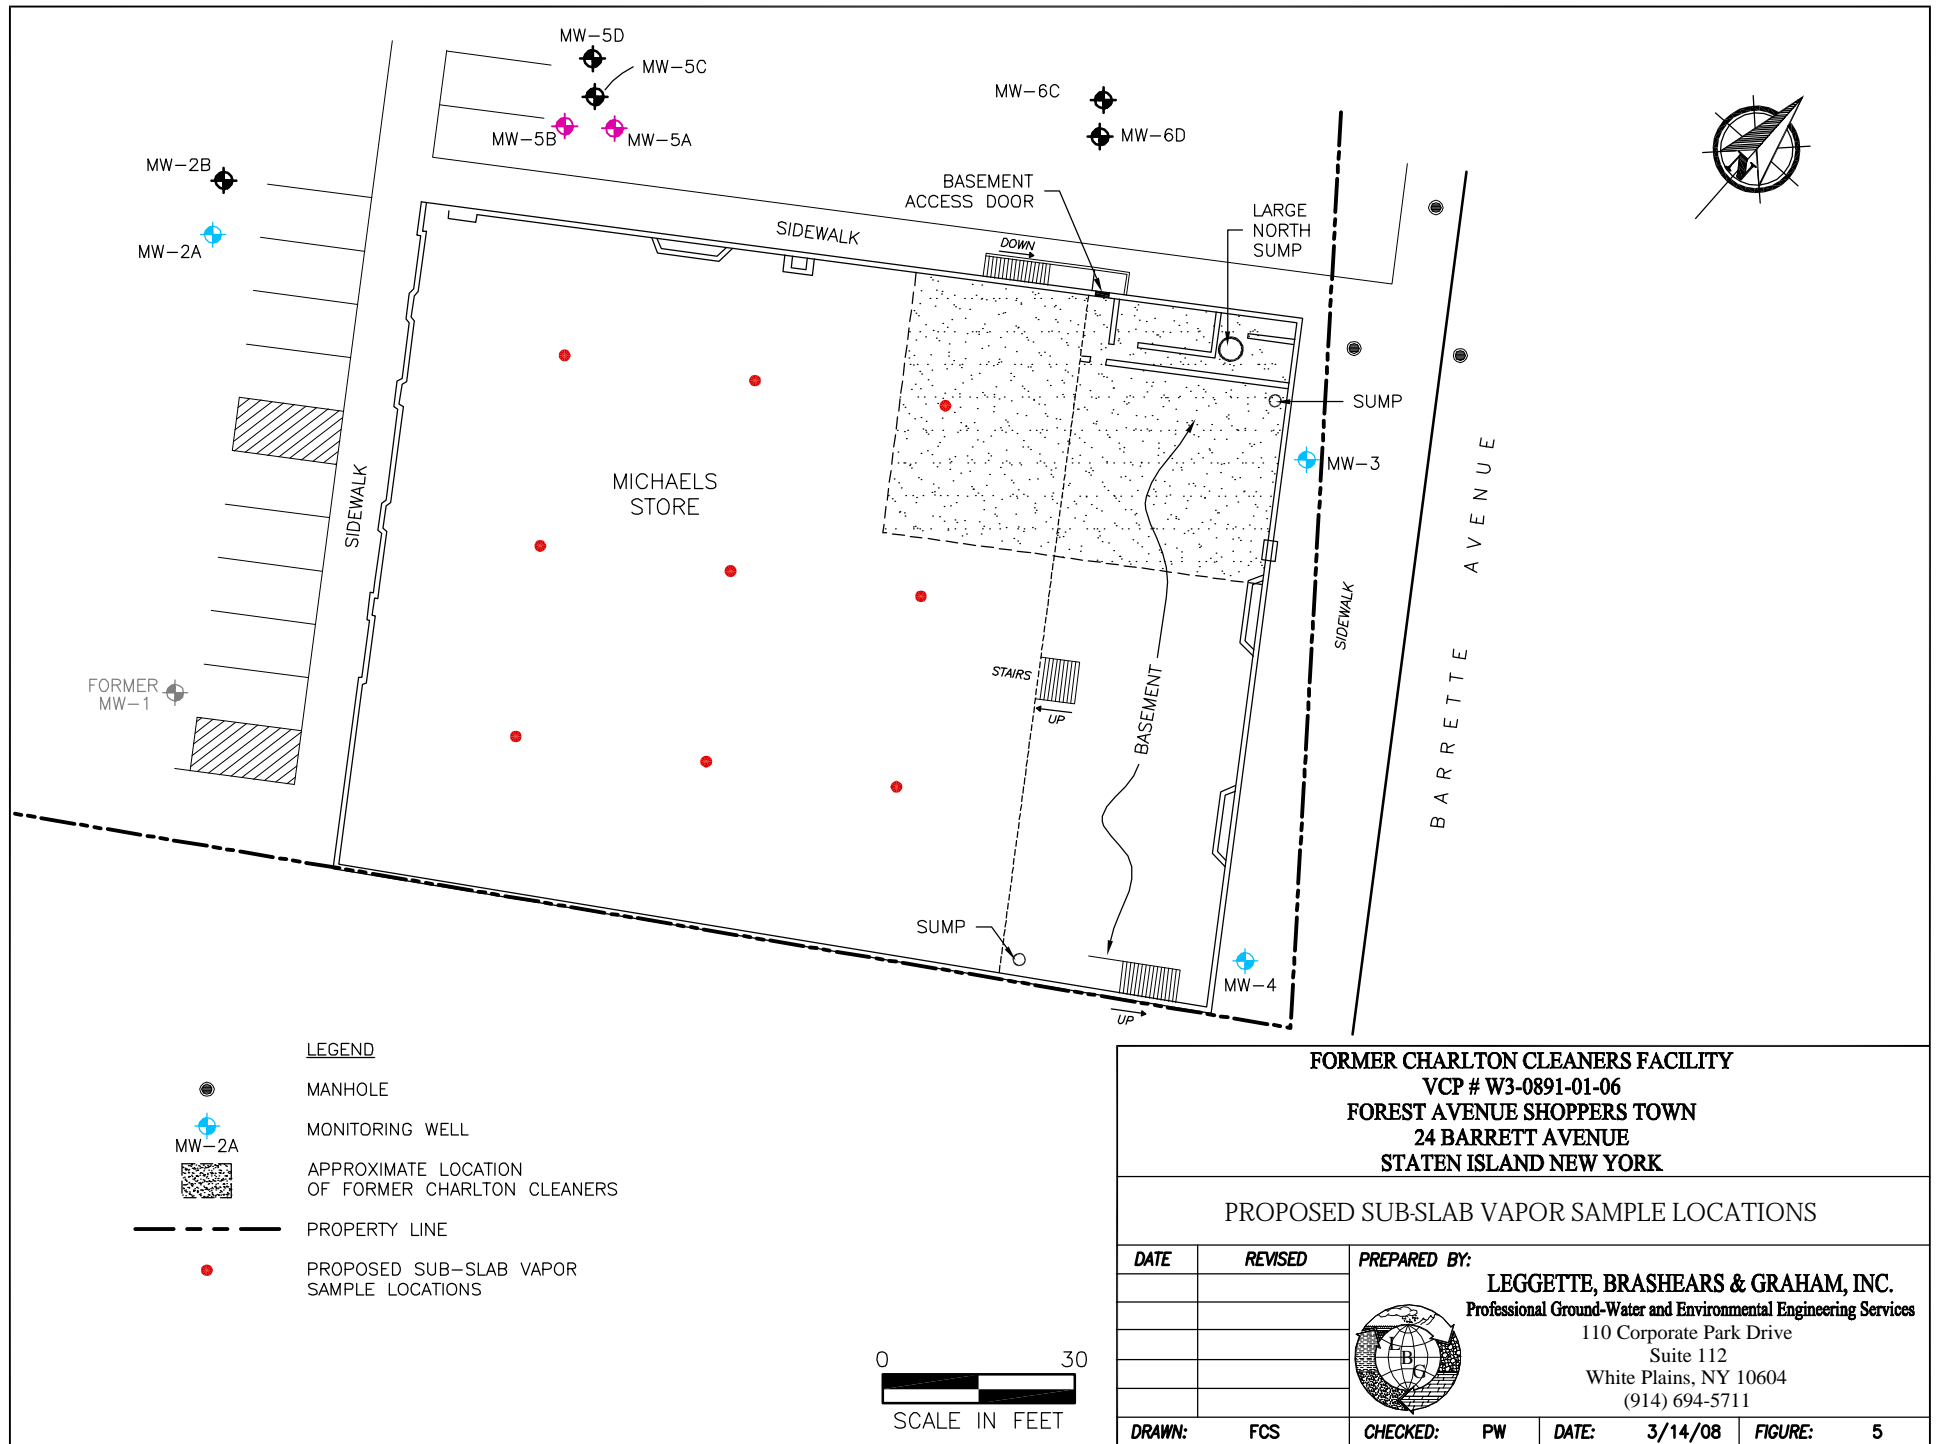 MW-5D
MW-5C
MW-5B
MW-5A
MW-6C
MW-6D
MW-2B
MW-2A
BASEMENT
ACCESS DOOR
LARGE
NORTH
SUMP
SIDEWALK
DOWN
N
SUMP
MW-3
MICHAELS
STORE
SIDEWALK
SIDEWALK
BARRETTE AVENUE
STAIRS
UP
BASEMENT
FORMER
MW-1
SUMP
MW-4
UP
LEGEND
MANHOLE
MONITORING WELL
MW-2A
APPROXIMATE LOCATION
OF FORMER CHARLTON CLEANERS
PROPERTY LINE
PROPOSED SUB-SLAB VAPOR
SAMPLE LOCATIONS
0 30
SCALE IN FEET
FORMER CHARLTON CLEANERS FACILITY
VCP # W3-0891-01-06
FOREST AVENUE SHOPPERS TOWN
24 BARRETT AVENUE
STATEN ISLAND NEW YORK
PROPOSED SUB-SLAB VAPOR SAMPLE LOCATIONS
DATE REVISED PREPARED BY:
LEGGETTE, BRASHEARS & GRAHAM, INC.
Professional Ground-Water and Environmental Engineering Services
110 Corporate Park Drive
Suite 112
White Plains, NY 10604
(914) 694-5711
L B G
DRAWN: FCS CHECKED: PW DATE: 3/14/08 FIGURE: 5